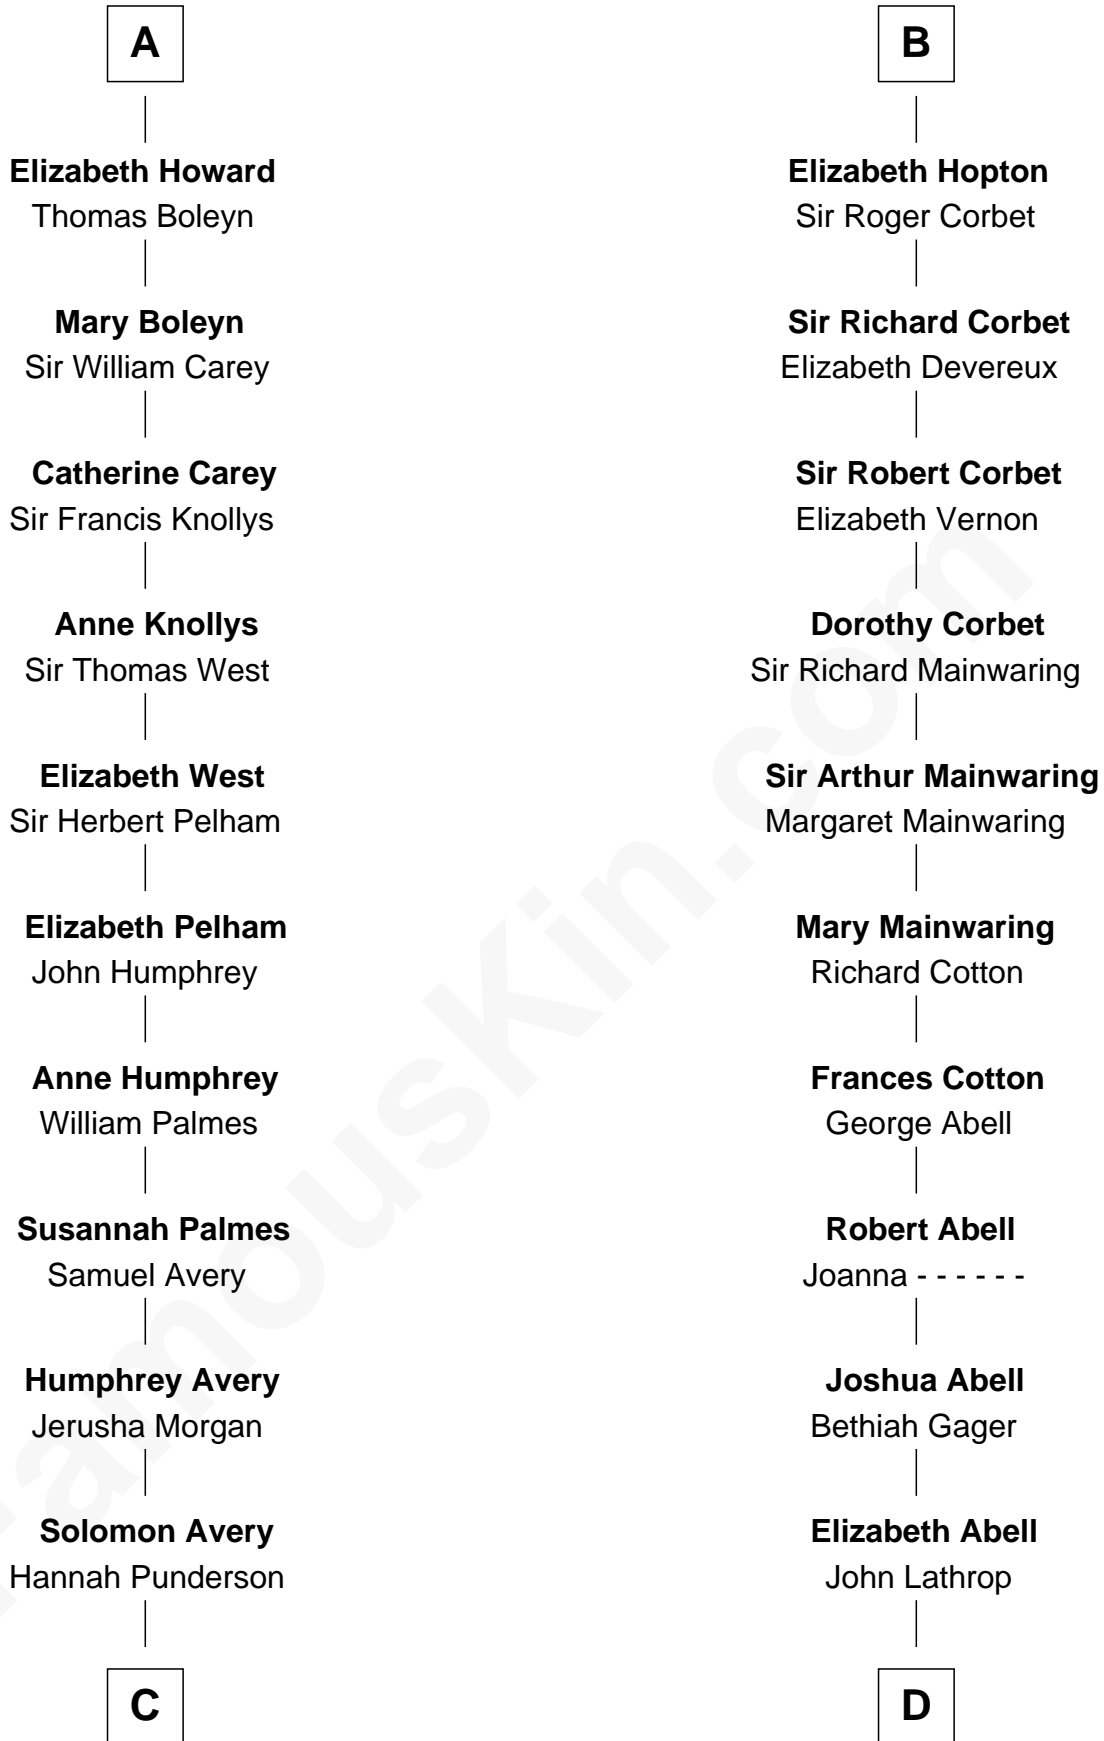 A
Elizabeth Howard
Thomas Boleyn
Mary Boleyn
Sir William Carey
Catherine Carey
Sir Francis Knollys
Anne Knollys
Sir Thomas West
Elizabeth West
Sir Herbert Pelham
Elizabeth Pelham
John Humphrey
Anne Humphrey
William Palmes
Susannah Palmes
Samuel Avery
Humphrey Avery
Jerusha Morgan
Solomon Avery
Hannah Punderson
C
B
Elizabeth Hopton
Sir Roger Corbet
Sir Richard Corbet
Elizabeth Devereux
Sir Robert Corbet
Elizabeth Vernon
Dorothy Corbet
Sir Richard Mainwaring
Sir Arthur Mainwaring
Margaret Mainwaring
Mary Mainwaring
Richard Cotton
Frances Cotton
George Abell
Robert Abell
Joanna - - - - - -
Joshua Abell
Bethiah Gager
Elizabeth Abell
John Lathrop
D
FamousKin.com